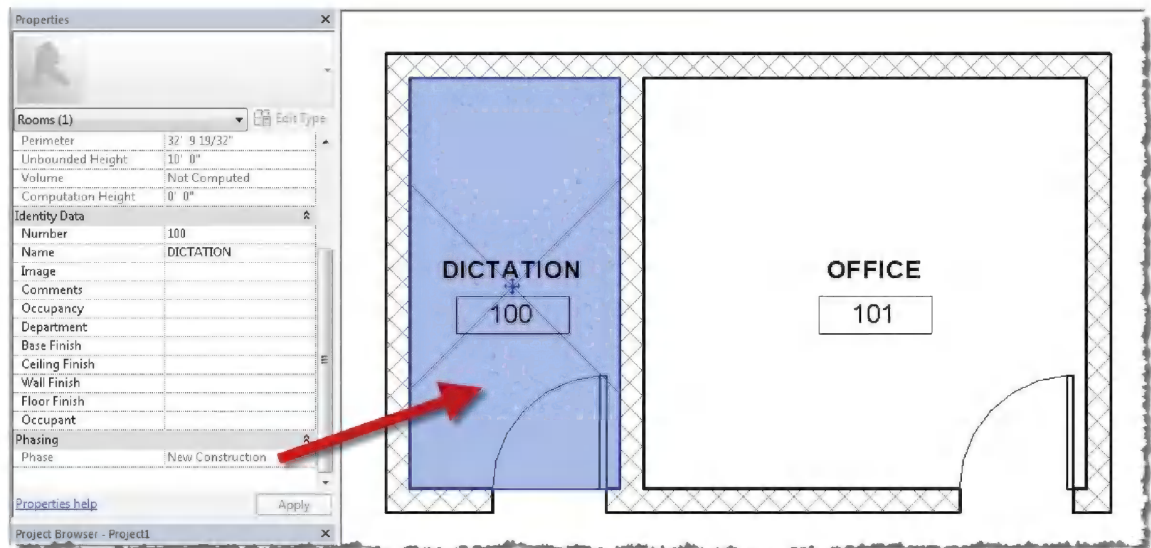 Properties ×
Rooms (1) Edit Type
Perimeter 32' 9 19/32"
Unbounded Height 10' 0"
Volume Not Computed
Computation Height 0' 0"
Identity Data
Number 100
Name DICTATION
Image
Comments
Occupancy
Department
Base Finish
Ceiling Finish
Wall Finish
Floor Finish
Occupant
Phasing
Phase New Construction
Properties help Apply
Project Browser - Project1 ×
DICTATION
100
OFFICE
101